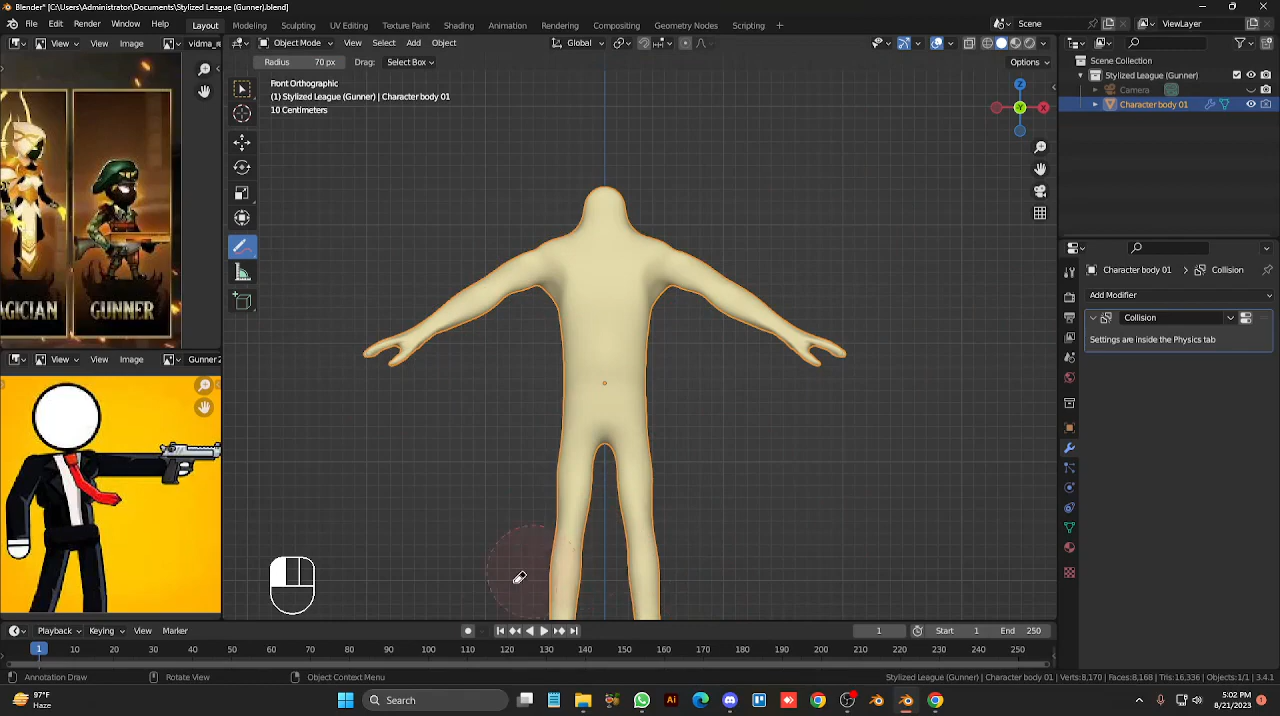 Blender* [C:\Users\Administrator\Documents\Stylized League (Gunner).blend]
File Edit Render Window Help Layout Modeling Sculpting UV Editing Texture Paint Shading Animation Rendering Compositing Geometry Nodes Scripting Scene ViewLayer
View View Image vidma_re
Object Mode View Select Add Object Global
Radius 70 px Drag: Select Box Options
Front Orthographic
(1) Stylized League (Gunner) | Character body 01
10 Centimeters
Z
Y
X
Scene Collection
Stylized League (Gunner)
Camera
Character body 01
AGICIAN
GUNNER
Character body 01 Collision
Add Modifier
Collision
Settings are inside the Physics tab
View View Image Gunner 2
Playback Keying View Marker 1 Start 1 End 250
1 10 20 30 40 50 60 70 80 90 100 110 120 130 140 150 160 170 180 190 200 210 220 230 240 250
Annotation Draw Rotate View Object Context Menu Stylized League (Gunner) | Character body 01 | Verts:8,170 | Faces:8,168 | Tris:16,336 | Objects:1/1 | 3.4.1
97°F
Haze
Search
Ai
5:02 PM
8/21/2023